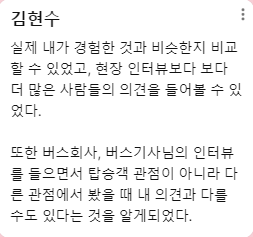 김현수
실제 내가 경험한 것과 비슷한지 비교
할 수 있었고, 현장 인터뷰보다 보다
더 많은 사람들의 의견을 들어볼 수 있
었다.
또한 버스회사, 버스기사님의 인터뷰
를 들으면서 탑승객 관점이 아니라 다
른 관점에서 봤을 때 내 의견과 다를
수도 있다는 것을 알게되었다.